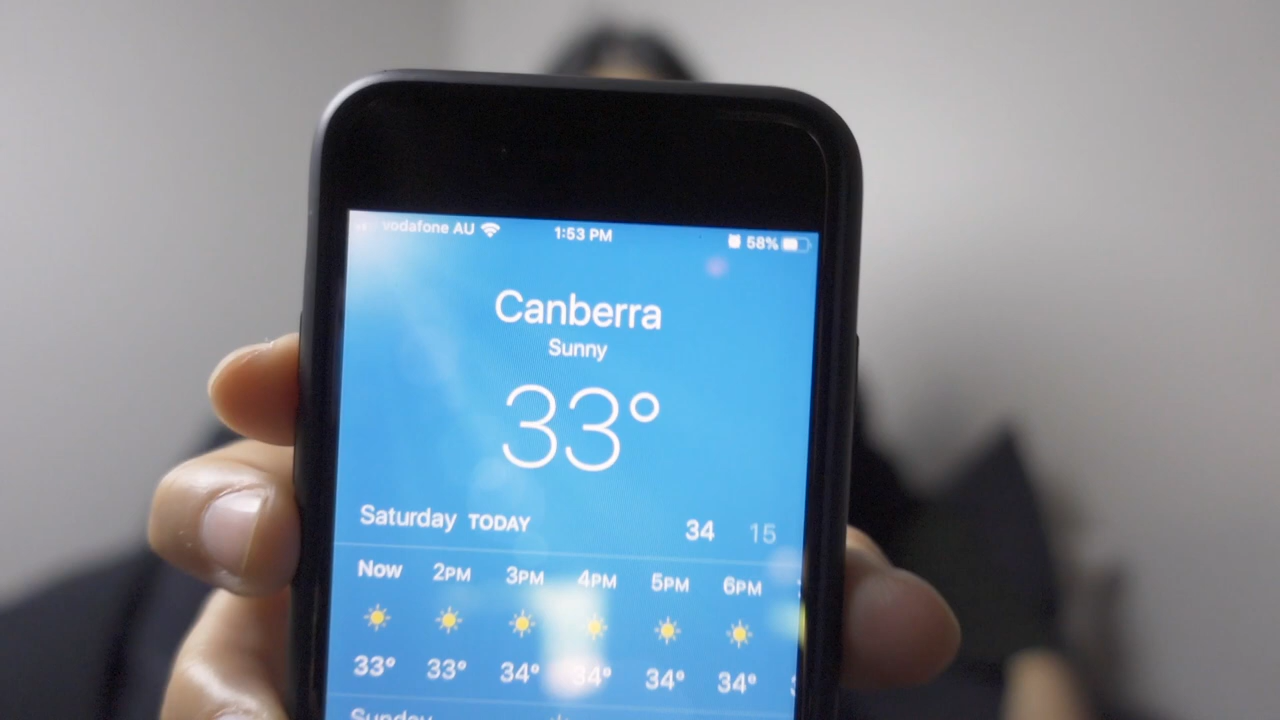 vodafone AU 1:53 PM 58%
Canberra
Sunny
33°
Saturday TODAY 34 15
Now 2PM 3PM 4PM 5PM 6PM
33° 33° 34° 34° 34° 34°
Sunday